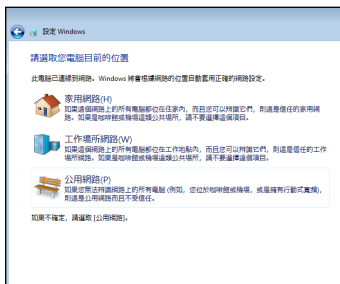 設定 Windows
請選取您電腦目前的位置
此電腦已連線到網路。Windows 將會根據網路的位置自動套用正確的網路設定。
家用網路(H)
如果這個網路上的所有電腦都位在住家內，而且您可以辨識它們，則這是信任的家用網
路。如果是咖啡館或機場這類公共場所，請不要選擇這個項目。
工作場所網路(W)
如果這個網路上的所有電腦都位在工作地點內，而且您可以辨識它們，則這是信任的工作
場所網路。如果是咖啡館或機場這類公共場所，請不要選擇這個項目。
公用網路(P)
如果您無法辨識網路上的所有電腦 (例如，您位於咖啡館或機場，或是擁有行動式寬頻)，
則這是公用網路而且不受信任。
如果不確定，請選取 [公用網路]。